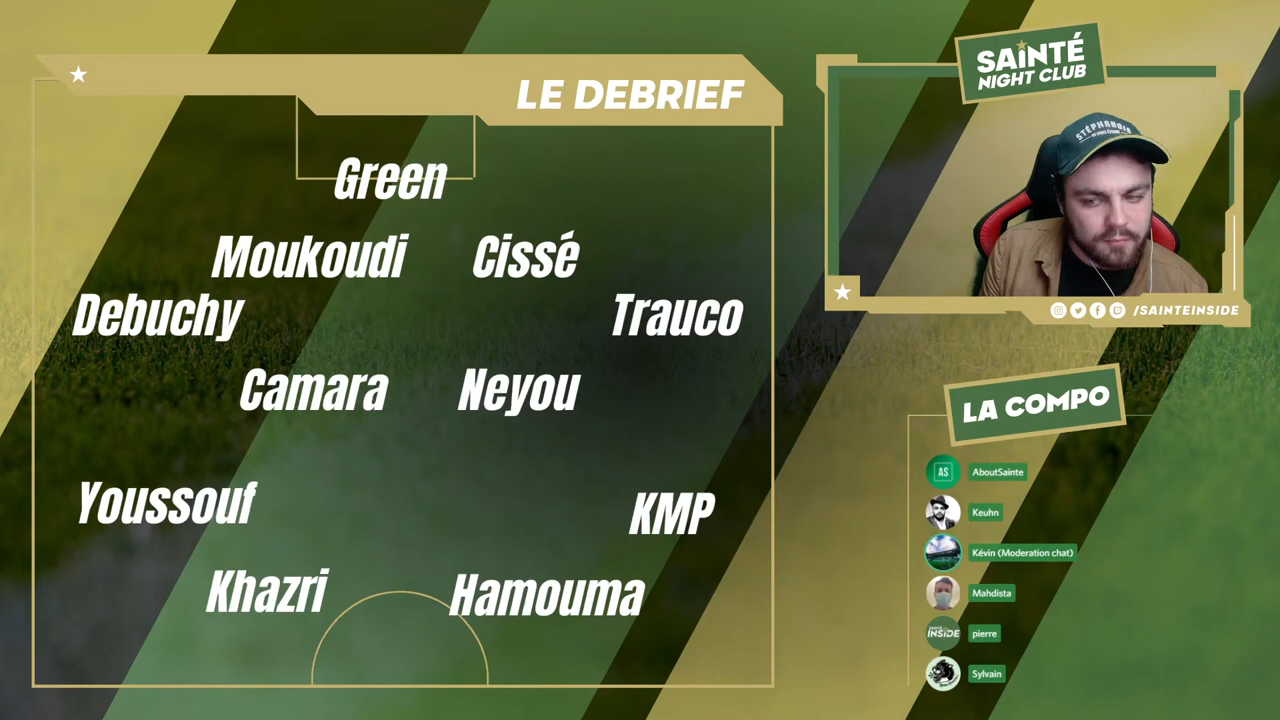 LE DEBRIEF
Green
Moukoudi Cissé
Debuchy Trauco
Camara Neyou
Youssouf KMP
Khazri Hamouma
SAINTÉ
NIGHT CLUB
STÉPHANOIS
/SAINTEINSIDE
LA COMPO
AS AboutSainte
Keuhn
Kévin (Moderation chat)
Mahdista
INSIDE pierre
Sylvain